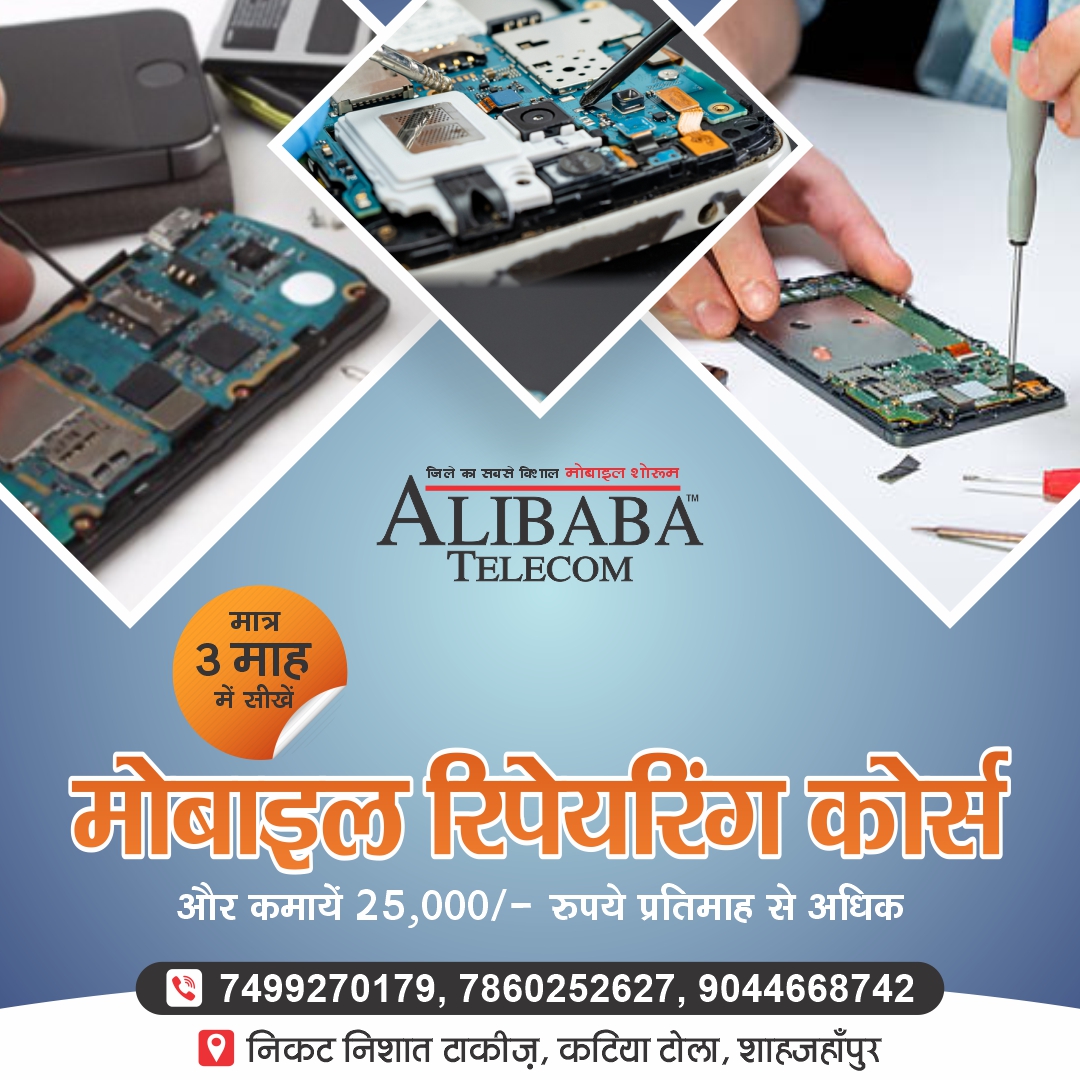 जिले का सबसे विशाल मोबाइल शोरूम
ALIBABA™
TELECOM
मात्र
3 माह
में सीखें
मोबाइल रिपेयरिंग कोर्स
और कमायें 25,000/- रुपये प्रतिमाह से अधिक
7499270179, 7860252627, 9044668742
निकट निशात टाकीज़, कटिया टोला, शाहजहाँपुर